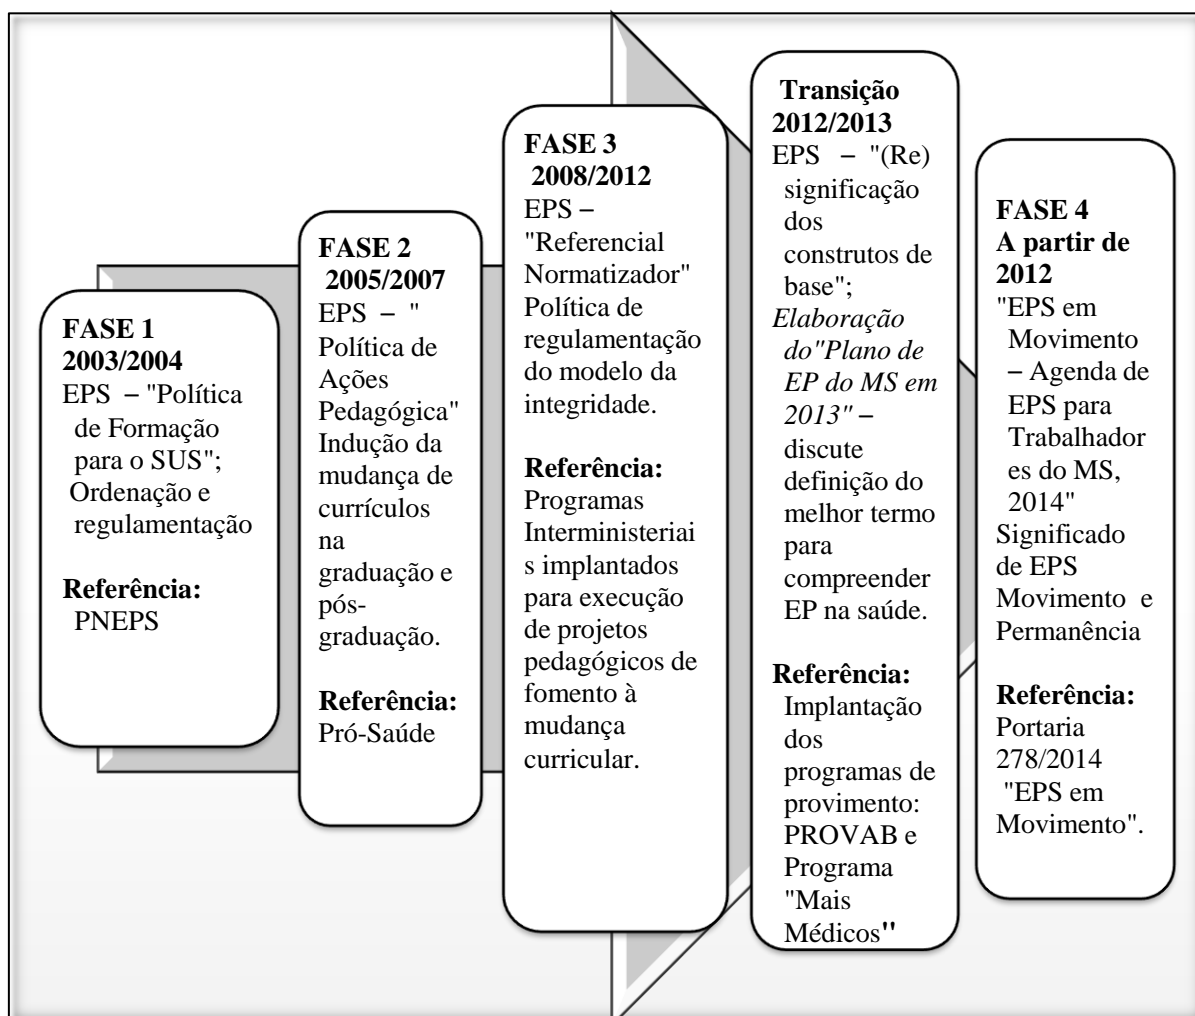 FASE 1
2003/2004
EPS – "Política
de Formação
para o SUS";
Ordenação e
regulamentação
Referência:
PNEPS
FASE 2
2005/2007
EPS – "
Política de
Ações
Pedagógica"
Indução da
mudança de
currículos
na
graduação e
pós-
graduação.
Referência:
Pró-Saúde
FASE 3
2008/2012
EPS –
"Referencial
Normatizador"
Política de
regulamentação
do modelo da
integridade.
Referência:
Programas
Interministeriai
s implantados
para execução
de projetos
pedagógicos de
fomento à
mudança
curricular.
Transição
2012/2013
EPS – "(Re)
significação
dos
construtos de
base";
Elaboração
do"Plano de
EP do MS em
2013" –
discute
definição do
melhor termo
para
compreender
EP na saúde.
Referência:
Implantação
dos
programas de
provimento:
PROVAB e
Programa
"Mais
Médicos"
FASE 4
A partir de
2012
"EPS em
Movimento
– Agenda de
EPS para
Trabalhador
es do MS,
2014"
Significado
de EPS
Movimento e
Permanência
Referência:
Portaria
278/2014
"EPS em
Movimento".